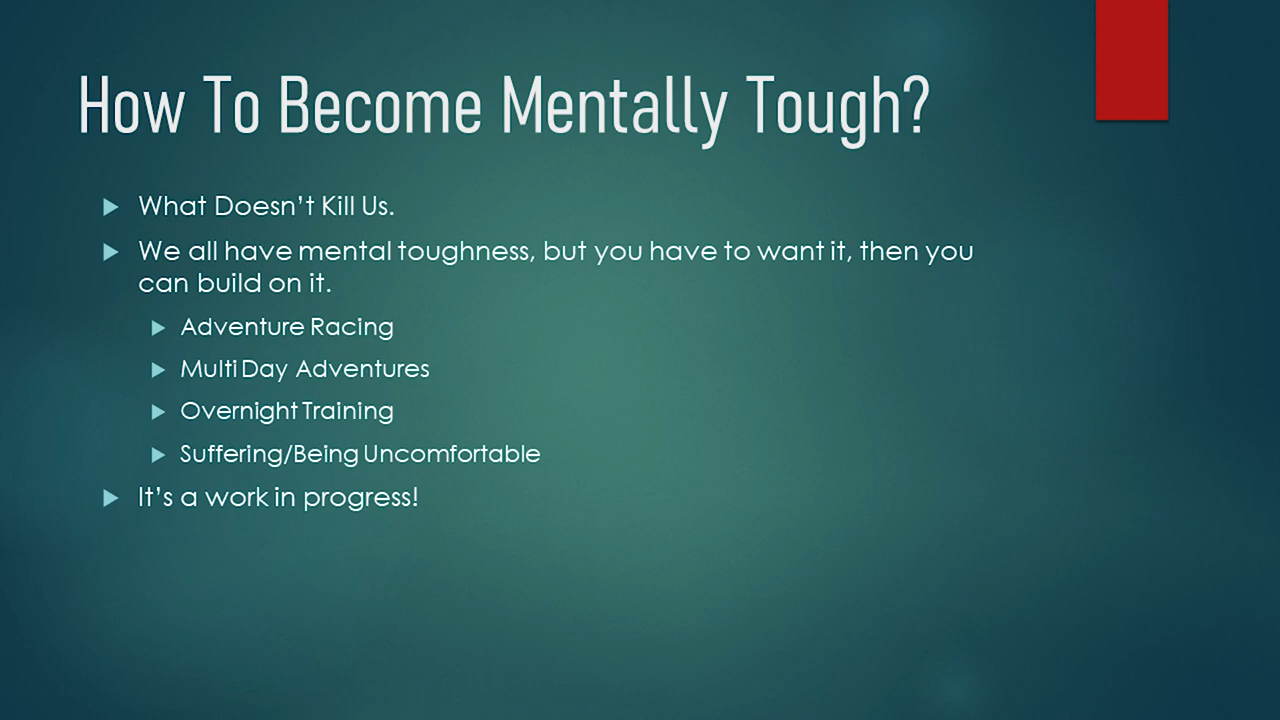 How To Become Mentally Tough?
What Doesn't Kill Us.
We all have mental toughness, but you have to want it, then you
can build on it.
Adventure Racing
Multi Day Adventures
Overnight Training
Suffering/Being Uncomfortable
It's a work in progress!